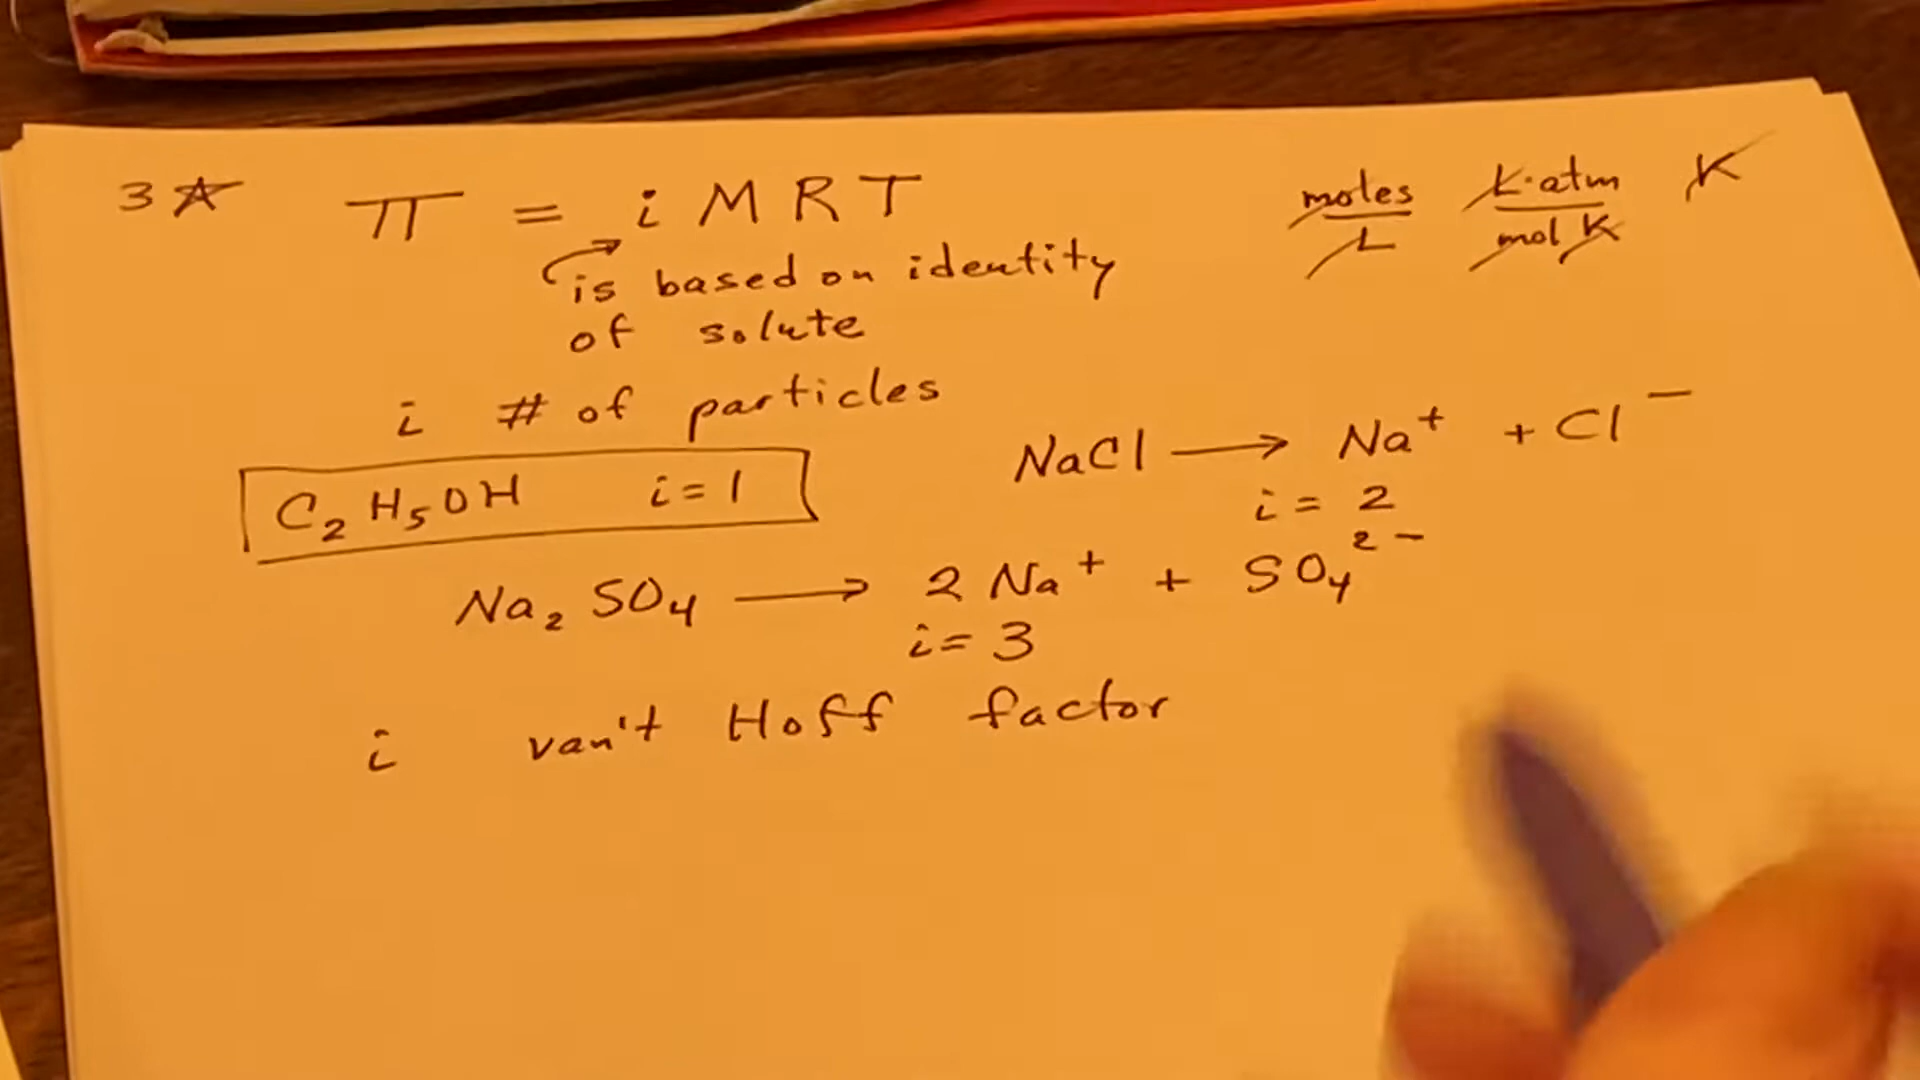 3☆ π = i M R T
moles/L L·atm/mol K K
is based on identity
of solute
i # of particles
C₂H₅OH i = 1
NaCl → Na⁺ + Cl⁻
i = 2
Na₂SO₄ → 2 Na⁺ + SO₄²⁻
i = 3
i van't Hoff factor